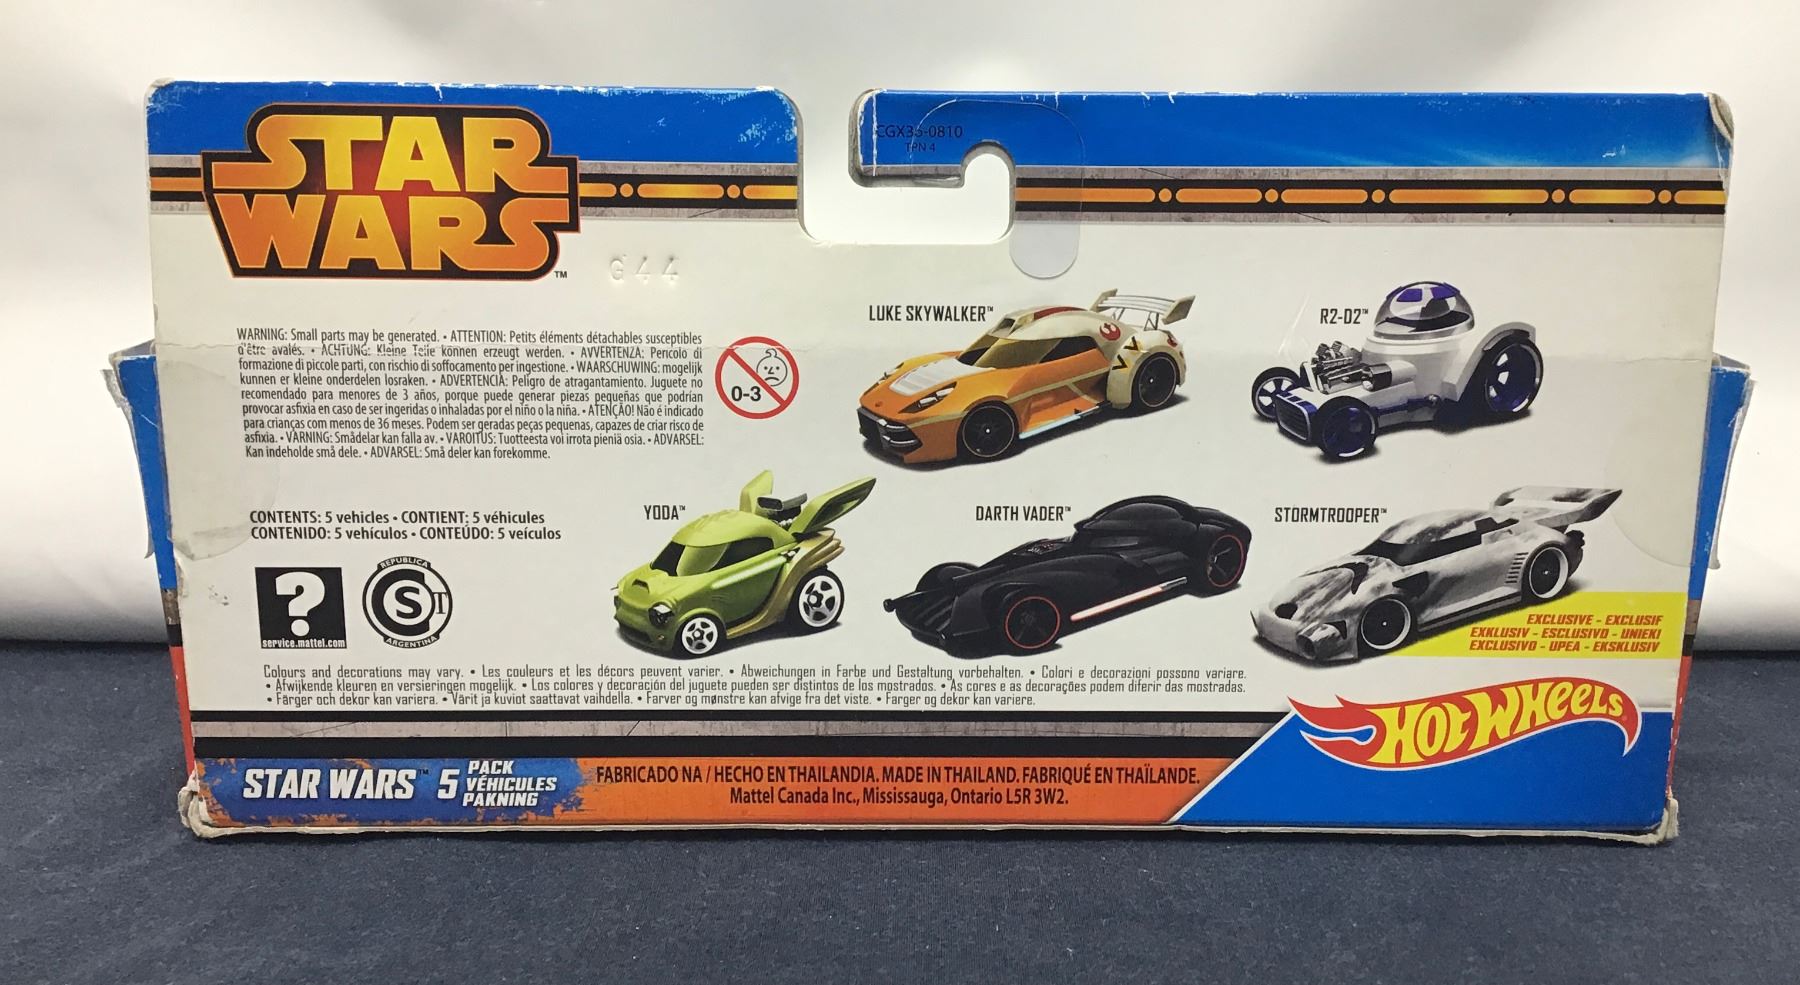 STAR
WARS™
CGX36-0810
TPN 4
G44
WARNING: Small parts may be generated. • ATTENTION: Petits éléments détachables susceptibles
d'être avalés. • ACHTUNG: Kleine Teile können erzeugt werden. • AVVERTENZA: Pericolo di
formazione di piccole parti, con rischio di soffocamento per ingestione. • WAARSCHUWING: mogelijk
kunnen er kleine onderdelen losraken. • ADVERTENCIA: Peligro de atragantamiento. Juguete no
recomendado para menores de 3 años, porque puede generar piezas pequeñas que podrían
provocar asfixia en caso de ser ingeridas o inhaladas por el niño o la niña. • ATENÇÃO! Não é indicado
para crianças com menos de 36 meses. Podem ser geradas peças pequenas, capazes de criar risco de
asfixia. • VARNING: Smådelar kan falla av. • VAROITUS: Tuotteesta voi irrota pieniä osia. • ADVARSEL:
Kan indeholde små dele. • ADVARSEL: Små deler kan forekomme.
0-3
LUKE SKYWALKER™
R2-D2™
YODA™
DARTH VADER™
STORMTROOPER™
CONTENTS: 5 vehicles • CONTIENT: 5 véhicules
CONTENIDO: 5 vehículos • CONTEÚDO: 5 veículos
?
service.mattel.com
REPUBLICA
S T
ARGENTINA
EXCLUSIVE - EXCLUSIF
EXKLUSIV - ESCLUSIVO - UNIEK!
EXCLUSIVO - UPEA - EKSKLUSIV
Colours and decorations may vary. • Les couleurs et les décors peuvent varier. • Abweichungen in Farbe und Gestaltung vorbehalten. • Colori e decorazioni possono variare.
• Afwijkende kleuren en versieringen mogelijk. • Los colores y decoración del juguete pueden ser distintos de los mostrados. • As cores e as decorações podem diferir das mostradas.
• Färger och dekor kan variera. • Värit ja kuviot saattavat vaihdella. • Farver og mønstre kan afvige fra det viste. • Farger og dekor kan variere.
HOT WHEELS
STAR WARS™ 5 PACK
VÉHICULES
PAKNING
FABRICADO NA / HECHO EN THAILANDIA. MADE IN THAILAND. FABRIQUÉ EN THAÏLANDE.
Mattel Canada Inc., Mississauga, Ontario L5R 3W2.